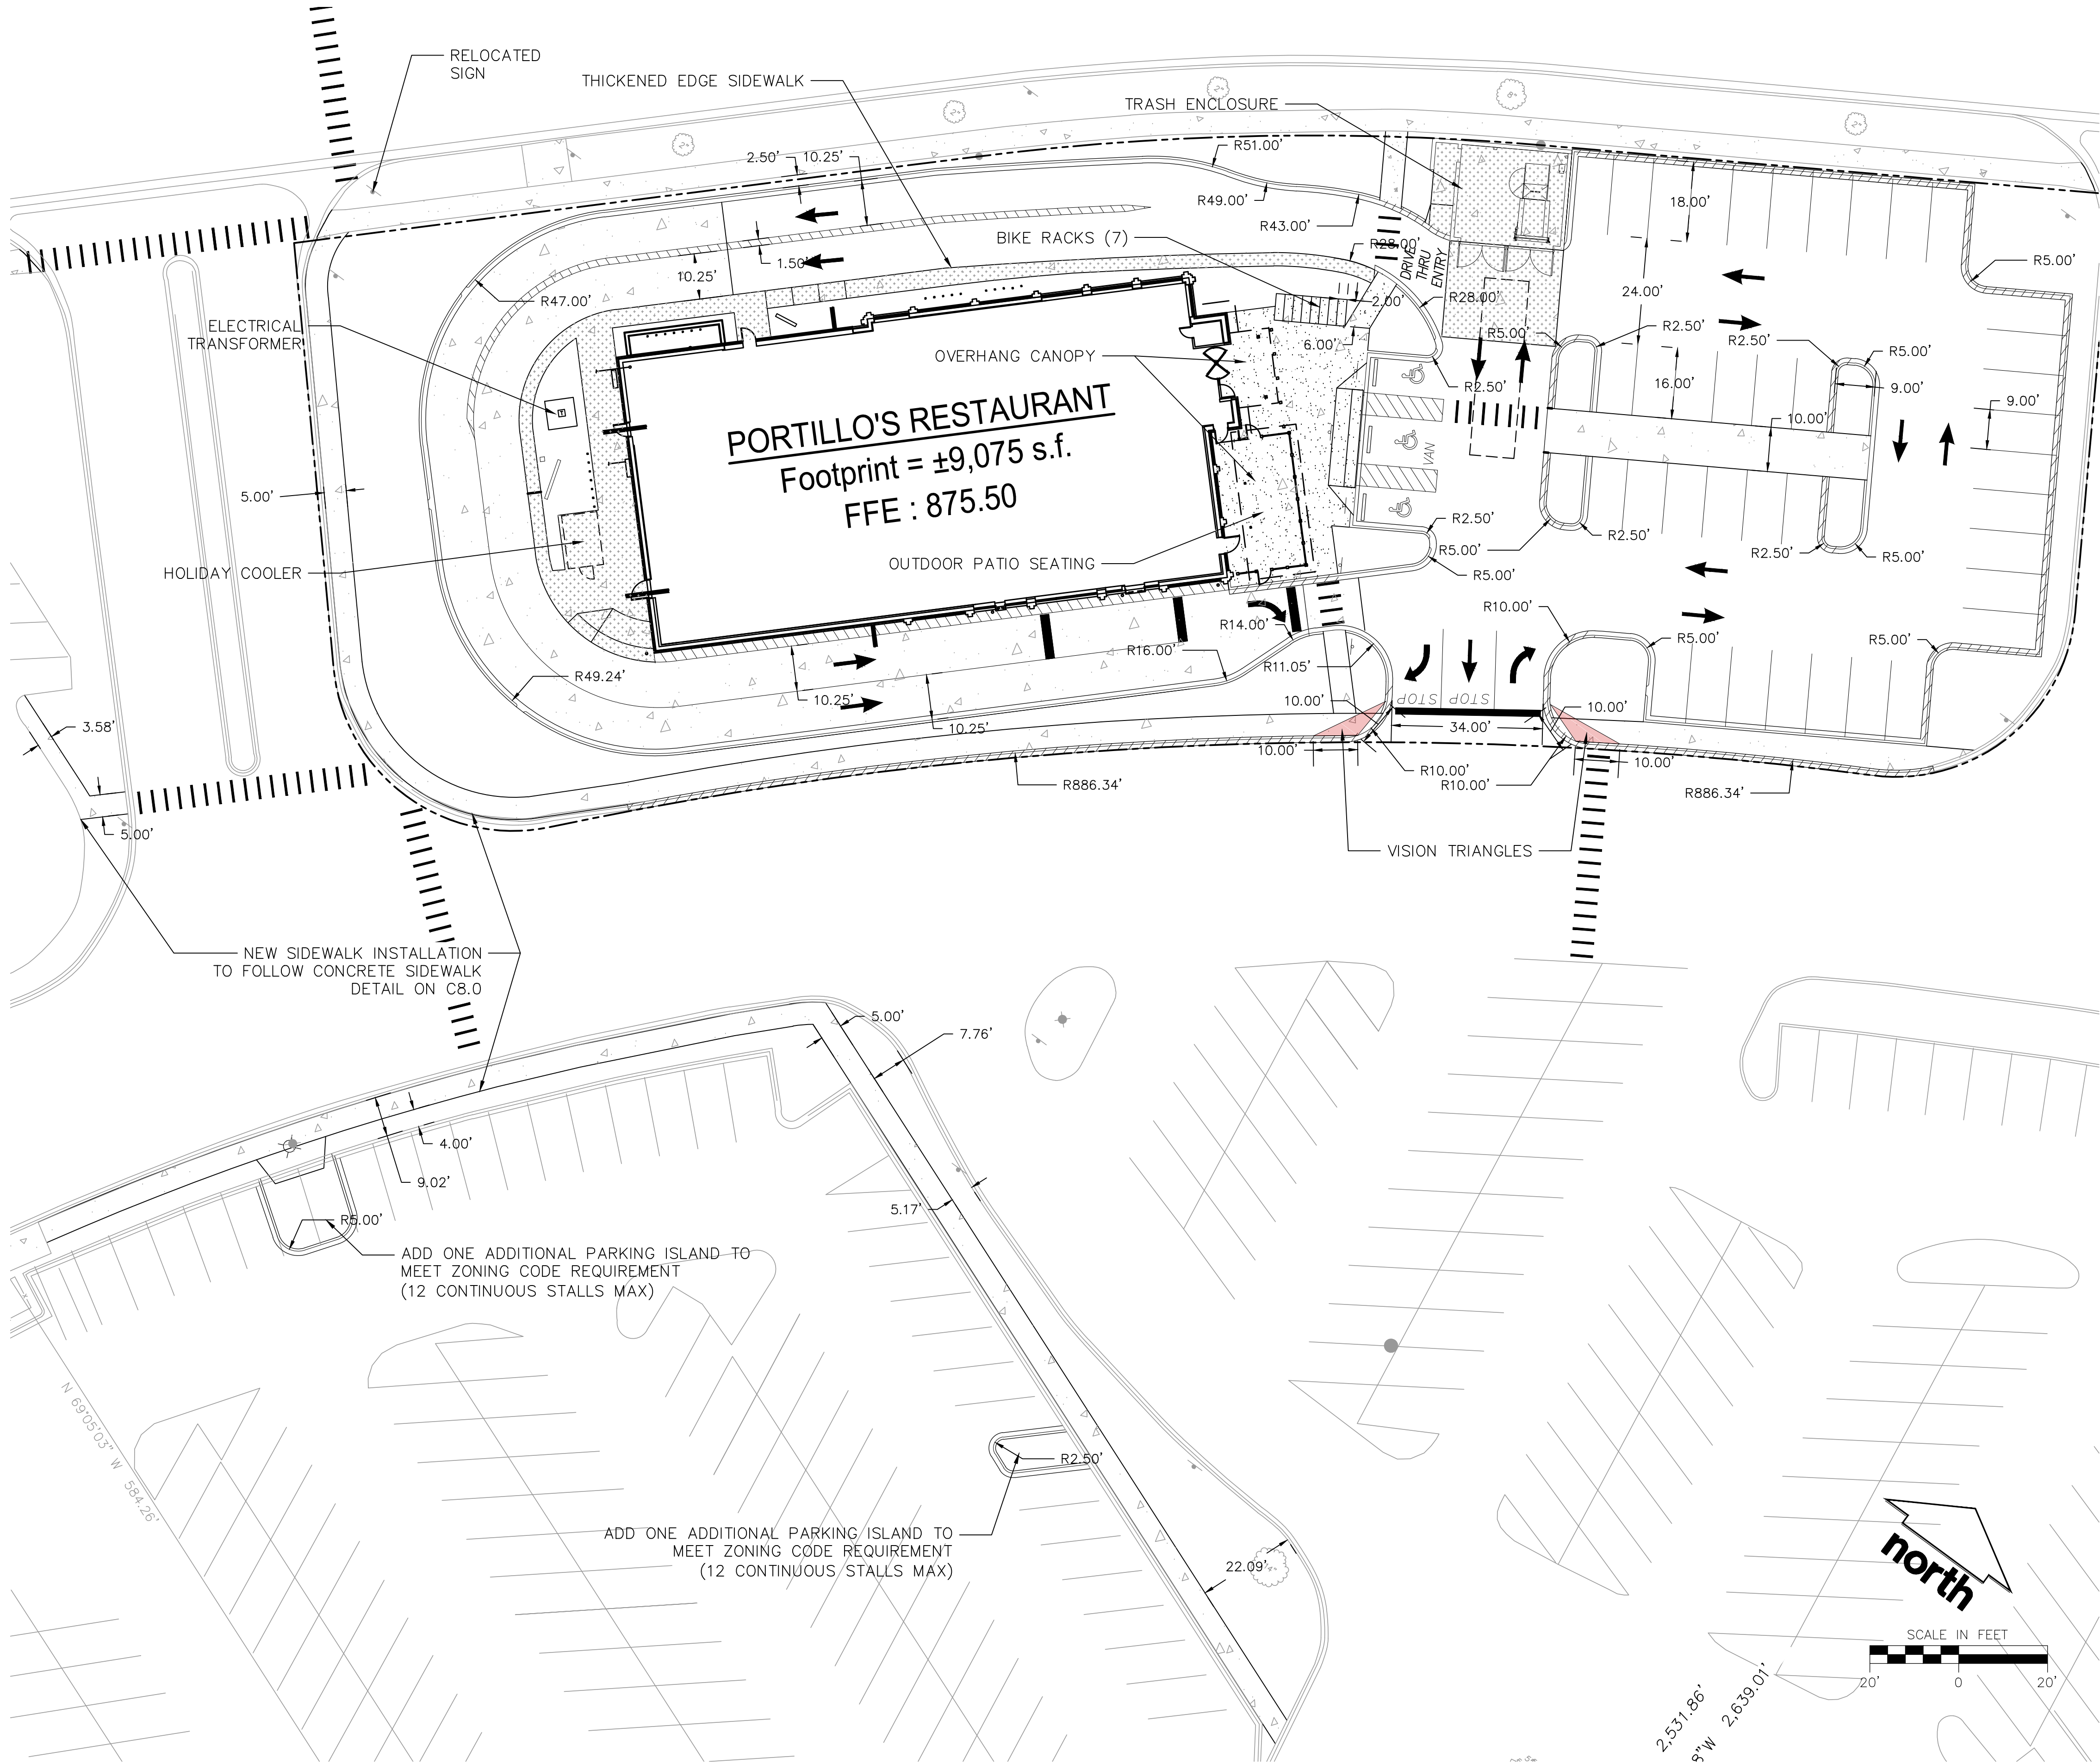 RELOCATED
SIGN
THICKENED EDGE SIDEWALK
TRASH ENCLOSURE
2.50'
10.25'
R51.00'
R49.00'
R43.00'
18.00'
BIKE RACKS (7)
R28.00'
DRIVE
THRU
ENTRY
1.50'
10.25'
R47.00'
2.00'
R28.00'
24.00'
R5.00'
ELECTRICAL
TRANSFORMER
OVERHANG CANOPY
6.00'
R5.00'
R2.50'
R2.50'
R5.00'
R2.50'
16.00'
9.00'
9.00'
10.00'
PORTILLO'S RESTAURANT
Footprint = ±9,075 s.f.
FFE : 875.50
T
VAN
5.00'
R2.50'
R5.00'
R2.50'
R2.50'
R5.00'
HOLIDAY COOLER
OUTDOOR PATIO SEATING
R5.00'
R10.00'
R14.00'
R5.00'
R5.00'
R16.00'
R11.05'
R49.24'
10.25'
10.25'
10.00'
STOP
STOP
34.00'
10.00'
3.58'
10.00'
10.00'
R10.00'
R10.00'
R886.34'
R886.34'
5.00'
VISION TRIANGLES
NEW SIDEWALK INSTALLATION
TO FOLLOW CONCRETE SIDEWALK
DETAIL ON C8.0
5.00'
7.76'
4.00'
9.02'
5.17'
R5.00'
ADD ONE ADDITIONAL PARKING ISLAND TO
MEET ZONING CODE REQUIREMENT
(12 CONTINUOUS STALLS MAX)
N 69°05'03" W 584.26'
R2.50'
ADD ONE ADDITIONAL PARKING ISLAND TO
MEET ZONING CODE REQUIREMENT
(12 CONTINUOUS STALLS MAX)
22.09'
north
SCALE IN FEET
20'
0
20'
2,531.86'
8"W 2,639.01'